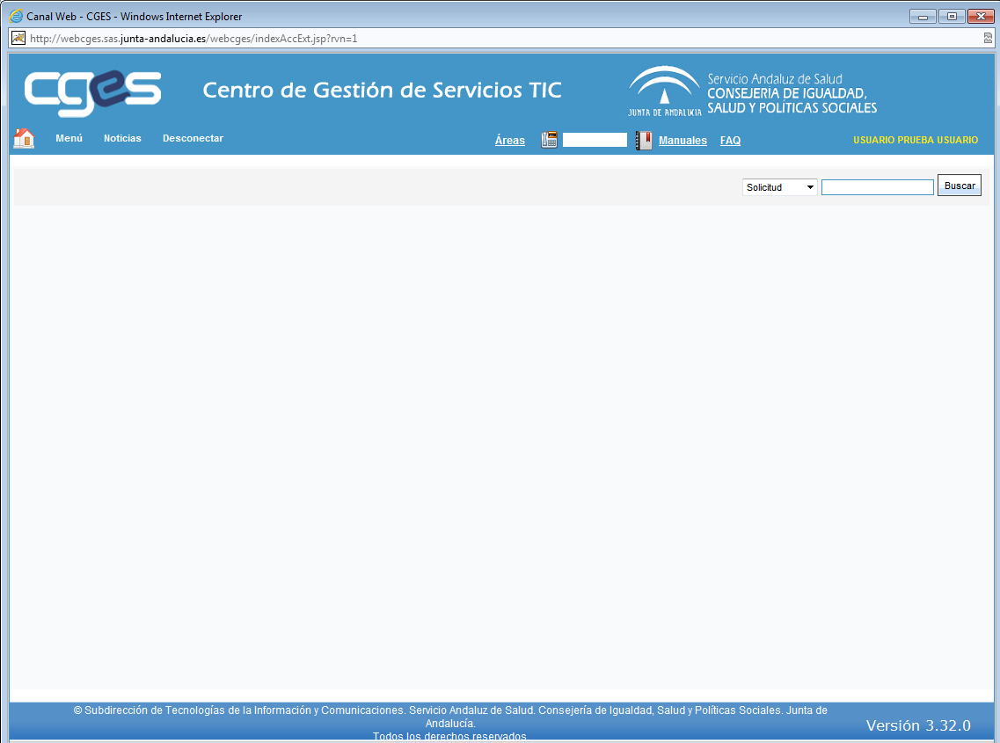 Canal Web - CGES - Windows Internet Explorer
http://webcges.sas.junta-andalucia.es/webcges/indexAccExt.jsp?rvn=1
cges
Centro de Gestión de Servicios TIC
JUNTA DE ANDALUCIA
Servicio Andaluz de Salud
CONSEJERIA DE IGUALDAD,
SALUD Y POLÍTICAS SOCIALES
Menú Noticias Desconectar Áreas Manuales FAQ USUARIO PRUEBA USUARIO
Solicitud Buscar
© Subdirección de Tecnologías de la Información y Comunicaciones. Servicio Andaluz de Salud. Consejería de Igualdad, Salud y Políticas Sociales. Junta de
Andalucía.
Todos los derechos reservados.
Versión 3.32.0